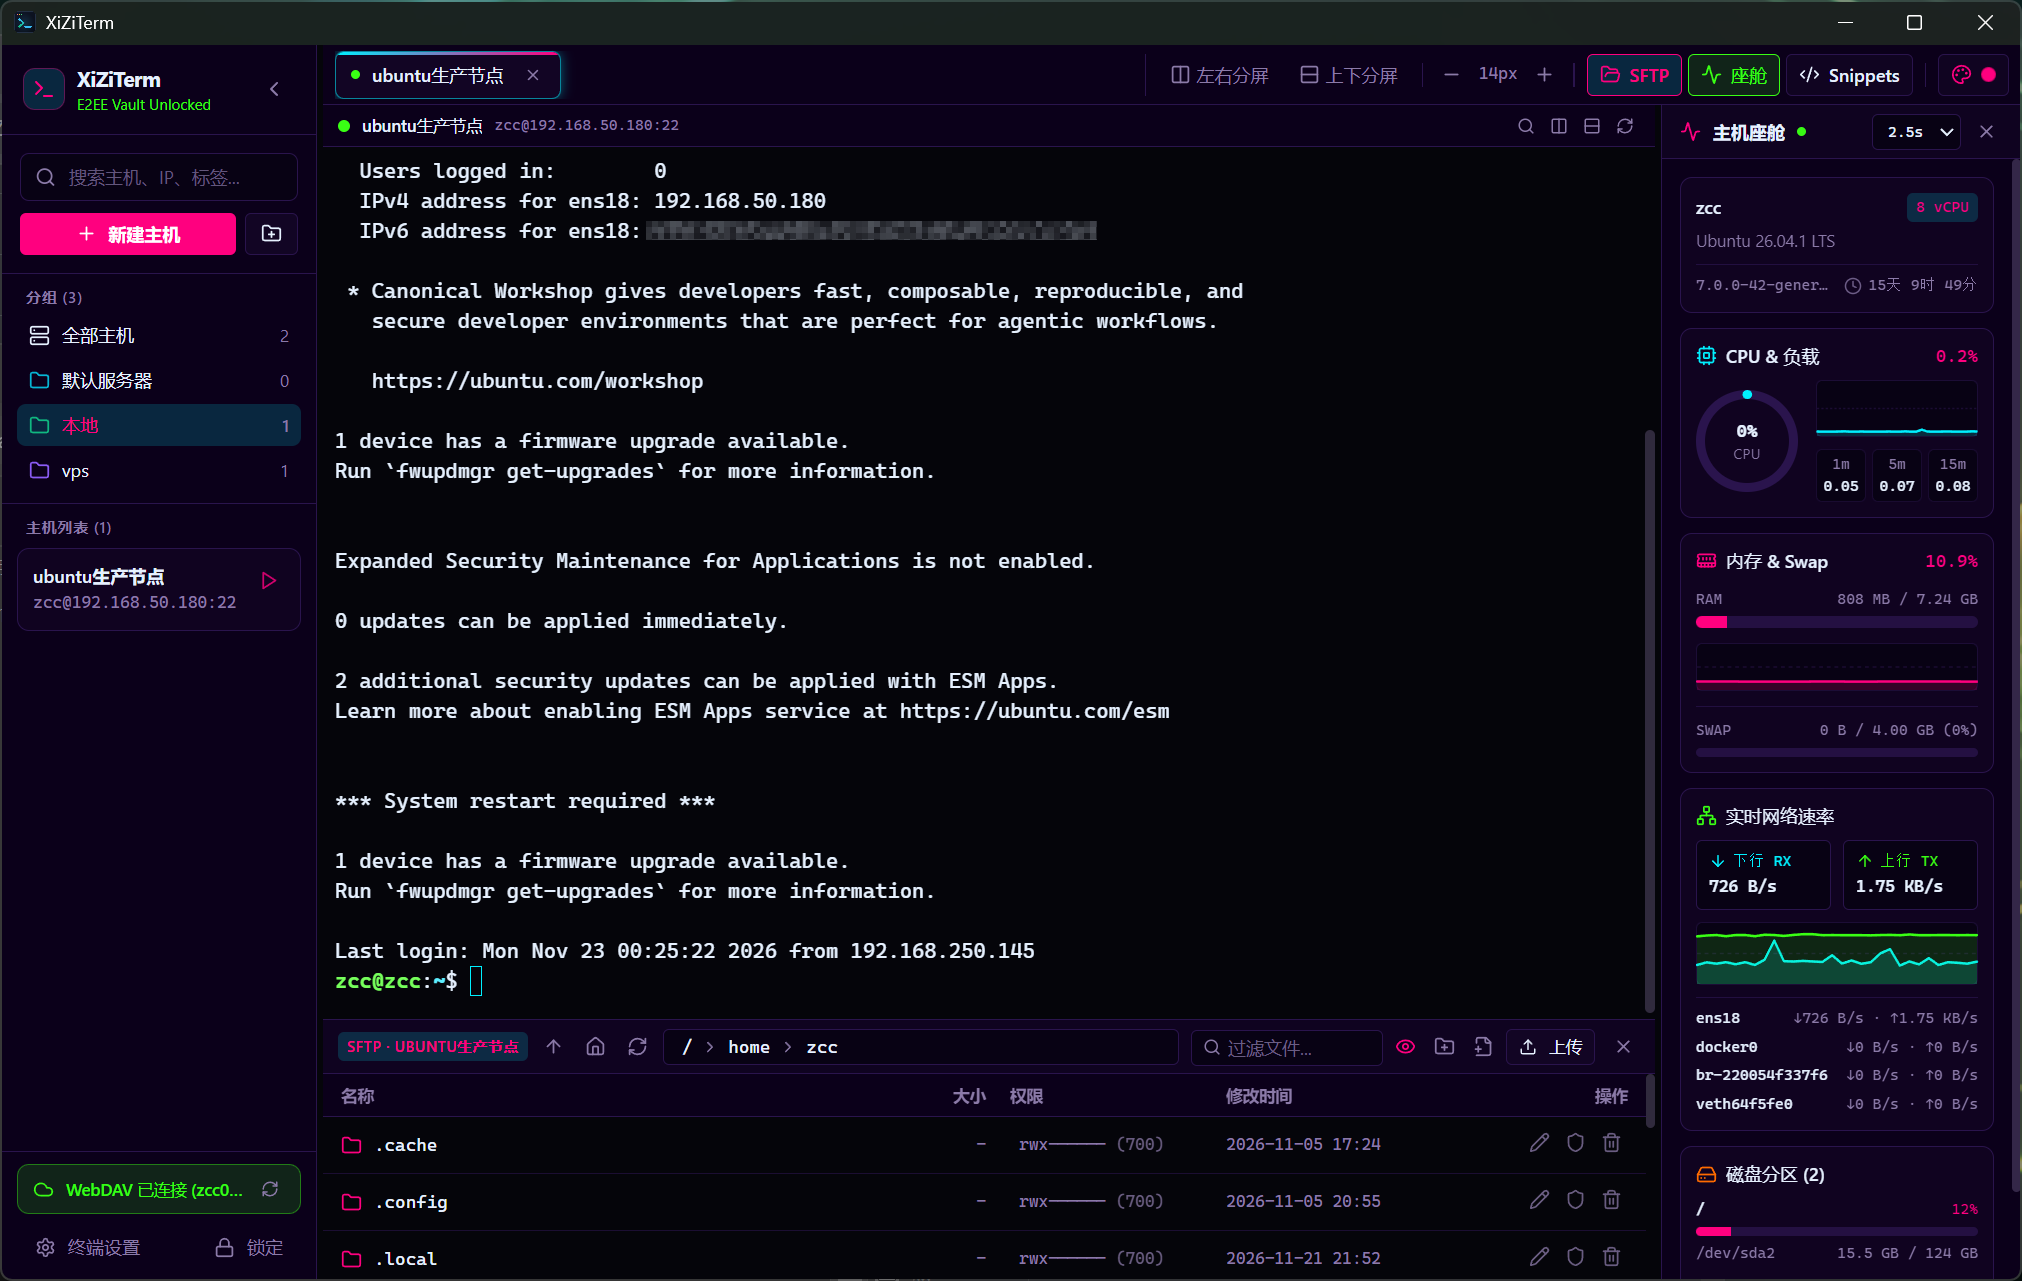 XiZiTerm
XiZiTerm
E2EE Vault Unlocked
搜索主机、IP、标签...
+ 新建主机
分组 (3)
全部主机 2
默认服务器 0
本地 1
vps 1
主机列表 (1)
ubuntu生产节点
zcc@192.168.50.180:22
WebDAV 已连接 (zcc0...
终端设置
锁定
ubuntu生产节点
左右分屏
上下分屏
14px
SFTP
座舱
Snippets
ubuntu生产节点 zcc@192.168.50.180:22
Users logged in: 0
IPv4 address for ens18: 192.168.50.180
IPv6 address for ens18:
* Canonical Workshop gives developers fast, composable, reproducible, and
secure developer environments that are perfect for agentic workflows.
https://ubuntu.com/workshop
1 device has a firmware upgrade available.
Run `fwupdmgr get-upgrades` for more information.
Expanded Security Maintenance for Applications is not enabled.
0 updates can be applied immediately.
2 additional security updates can be applied with ESM Apps.
Learn more about enabling ESM Apps service at https://ubuntu.com/esm
*** System restart required ***
1 device has a firmware upgrade available.
Run `fwupdmgr get-upgrades` for more information.
Last login: Mon Nov 23 00:25:22 2026 from 192.168.250.145
zcc@zcc:~$
SFTP · UBUNTU生产节点
/ > home > zcc
过滤文件...
上传
名称 大小 权限 修改时间 操作
.cache - rwx------ (700) 2026-11-05 17:24
.config - rwx------ (700) 2026-11-05 20:55
.local - rwx------ (700) 2026-11-21 21:52
主机座舱
2.5s
zcc
8 vCPU
Ubuntu 26.04.1 LTS
7.0.0-42-gener... 15天 9时 49分
CPU & 负载 0.2%
0%
CPU
1m 5m 15m
0.05 0.07 0.08
内存 & Swap 10.9%
RAM 808 MB / 7.24 GB
SWAP 0 B / 4.00 GB (0%)
实时网络速率
↓ 下行 RX
726 B/s
↑ 上行 TX
1.75 KB/s
ens18 ↓726 B/s · ↑1.75 KB/s
docker0 ↓0 B/s · ↑0 B/s
br-220054f337f6 ↓0 B/s · ↑0 B/s
veth64f5fe0 ↓0 B/s · ↑0 B/s
磁盘分区 (2)
/ 12%
/dev/sda2 15.5 GB / 124 GB